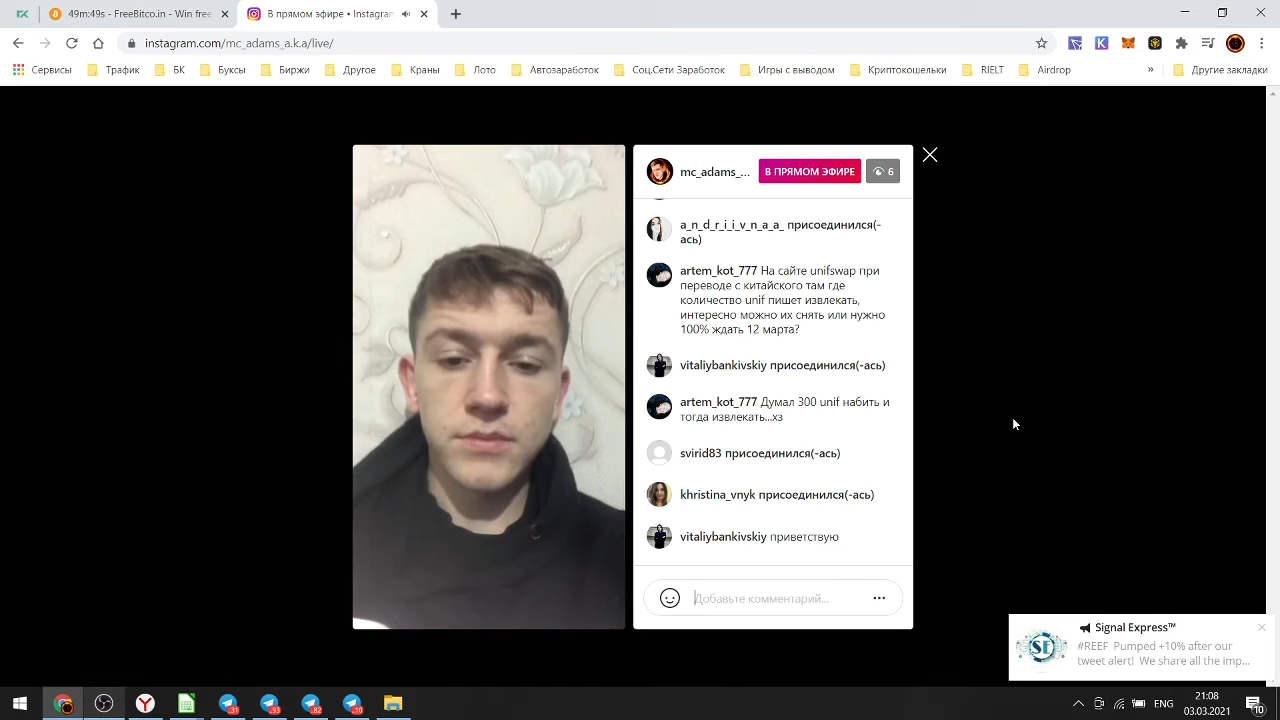 49m:49s - FreeBitco.in - Win free
В прямом эфире • Instagram
instagram.com/mc_adams_a.k.a/live/
Сервисы Трафик БК Буксы Биржи Другое Краны Лото Автозаработок Соц.Сети Заработок Игры с выводом Криптокошельки RIELT Airdrop » Другие закладки
mc_adams_... В ПРЯМОМ ЭФИРЕ 6
a_n_d_r_i_i_v_n_a_a_ присоединился(-
ась)
artem_kot_777 На сайте unifswap при
переводе с китайского там где
количество unif пишет извлекать,
интересно можно их снять или нужно
100% ждать 12 марта?
vitaliybankivskiy присоединился(-ась)
artem_kot_777 Думал 300 unif набить и
тогда извлекать...хз
svirid83 присоединился(-ась)
khristina_vnyk присоединился(-ась)
vitaliybankivskiy приветствую
Добавьте комментарий...
Signal Express™
#REEF Pumped +10% after our
tweet alert! We share all the imp...
31 93 82 10
ENG
21:08
03.03.2021
10